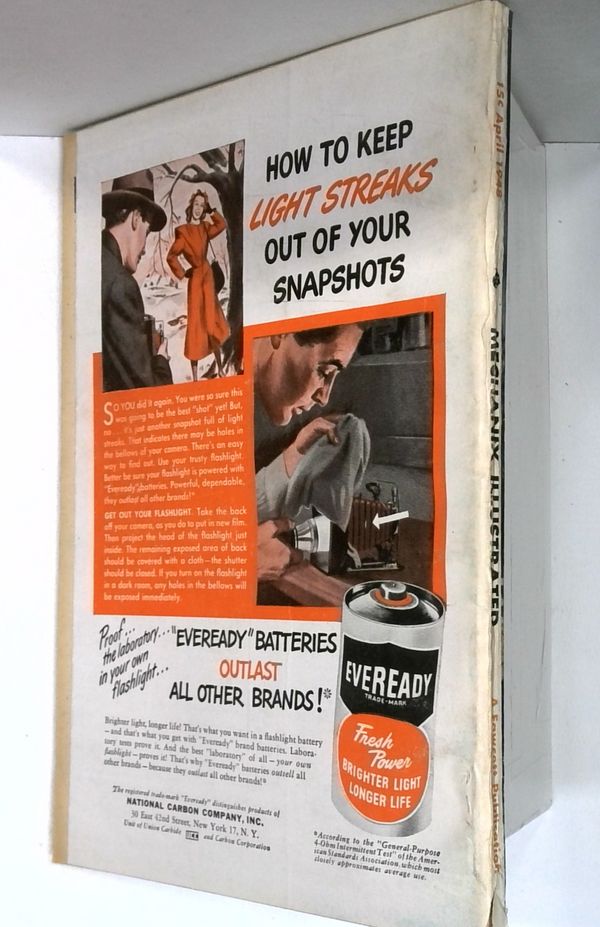 HOW TO KEEP
LIGHT STREAKS
OUT OF YOUR
SNAPSHOTS
SO YOU did it again. You were so sure this
was going to be the best "shot" yet! But,
no . . . it's just another snapshot full of light
streaks. That indicates there may be holes in
the bellows of your camera. There's an easy
way to find out. Use your trusty flashlight.
Better be sure your flashlight is powered with
"Eveready" batteries. Powerful, dependable,
they outlast all other brands!*
GET OUT YOUR FLASHLIGHT. Take the back
off your camera, as you do to put in new film.
Then project the head of the flashlight just
inside. The remaining exposed area of back
should be covered with a cloth—the shutter
should be closed. If you turn on the flashlight
in a dark room, any holes in the bellows will
be exposed immediately.
Proof...
the laboratory...
in your own
flashlight...
"EVEREADY" BATTERIES
OUTLAST
ALL OTHER BRANDS!*
Brighter light, longer life! That's what you want in a flashlight battery
—and that's what you get with "Eveready" brand batteries. Labora-
tory tests prove it. And the best "laboratory" of all—your own
flashlight—proves it! That's why "Eveready" batteries outsell all
other brands—because they outlast all other brands!*
The registered trade-mark "Eveready" distinguishes products of
NATIONAL CARBON COMPANY, INC.
30 East 42nd Street, New York 17, N. Y.
Unit of Union Carbide UCC and Carbon Corporation
EVEREADY
TRADE-MARK
Fresh
Power
BRIGHTER LIGHT
LONGER LIFE
*According to the "General-Purpose
4-Ohm Intermittent Test" of the Amer-
ican Standards Association, which most
closely approximates average use.
15¢ April 1948 MECHANIX ILLUSTRATED A Fawcett Publication